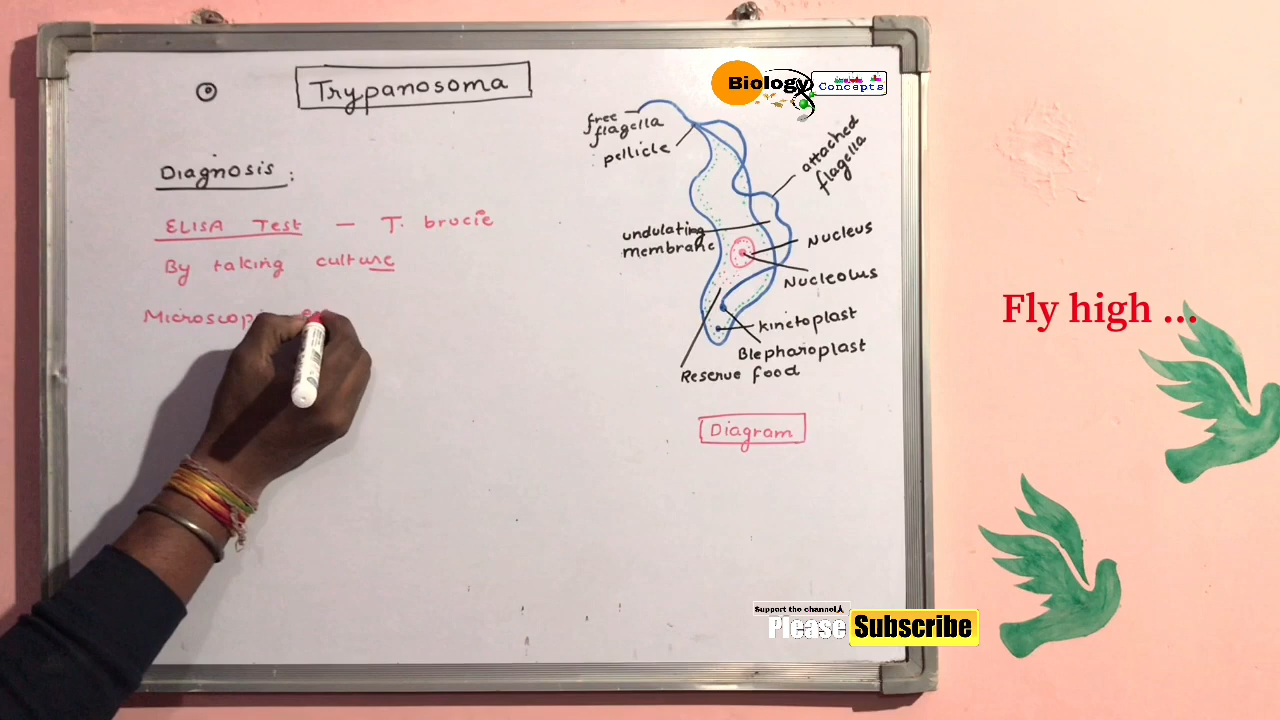 Trypanosoma
Biology Concepts
Diagnosis :
ELISA Test — T. brucie
By taking culture
free flagella
pellicle
attached flagella
undulating membrane
Nucleus
Nucleolus
Kinetoplast
Blepharoplast
Reserve food
Diagram
Fly high ...
Support the channel
Please Subscribe